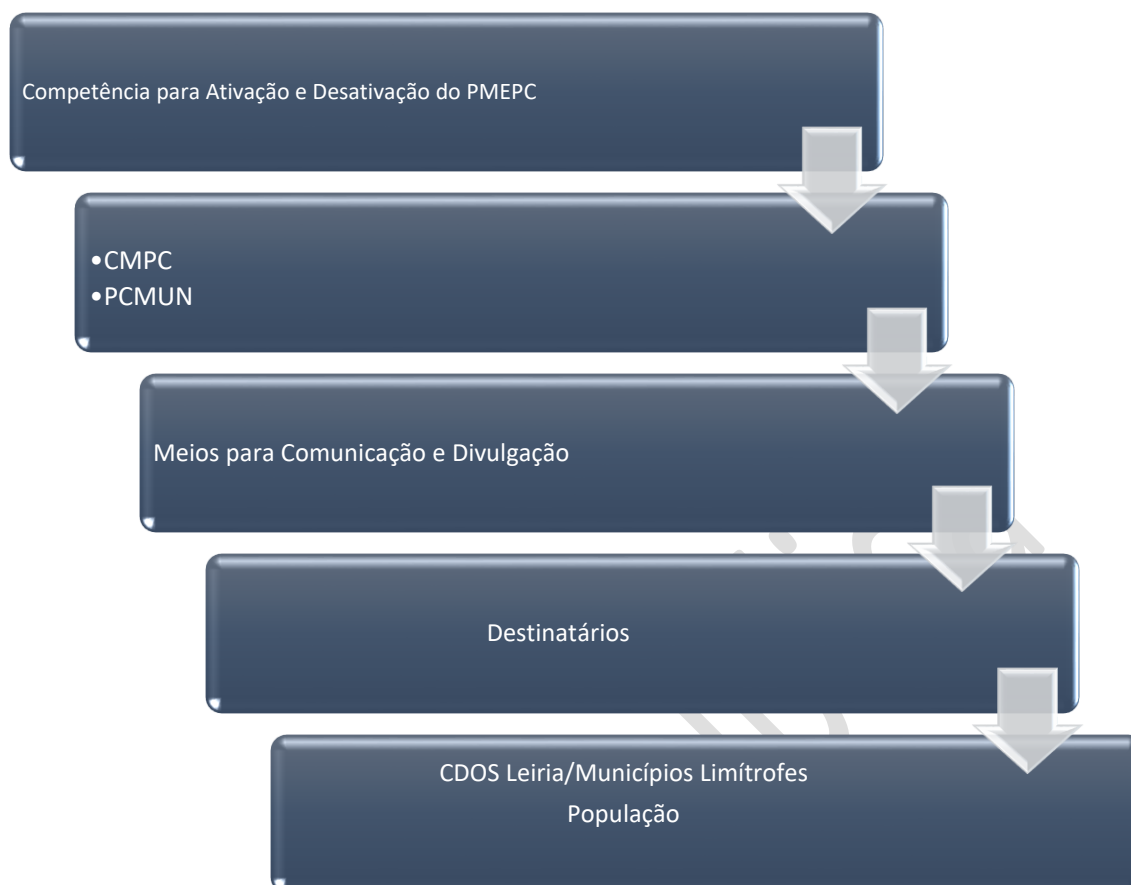 Competência para Ativação e Desativação do PMEPC
•CMPC
•PCMUN
Meios para Comunicação e Divulgação
Destinatários
CDOS Leiria/Municípios Limítrofes
População